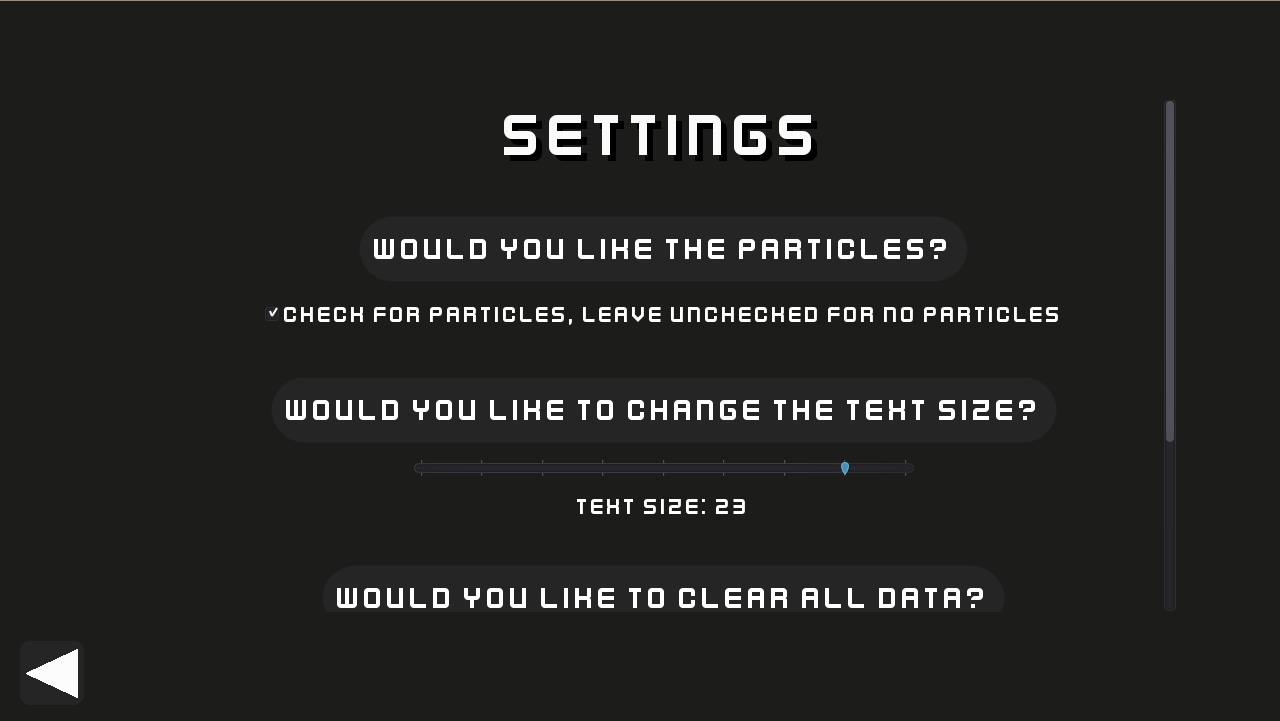 SETTINGS
WOULD YOU LIKE THE PARTICLES?
CHECK FOR PARTICLES, LEAVE UNCHECKED FOR NO PARTICLES
WOULD YOU LIKE TO CHANGE THE TEXT SIZE?
TEXT SIZE: 23
WOULD YOU LIKE TO CLEAR ALL DATA?